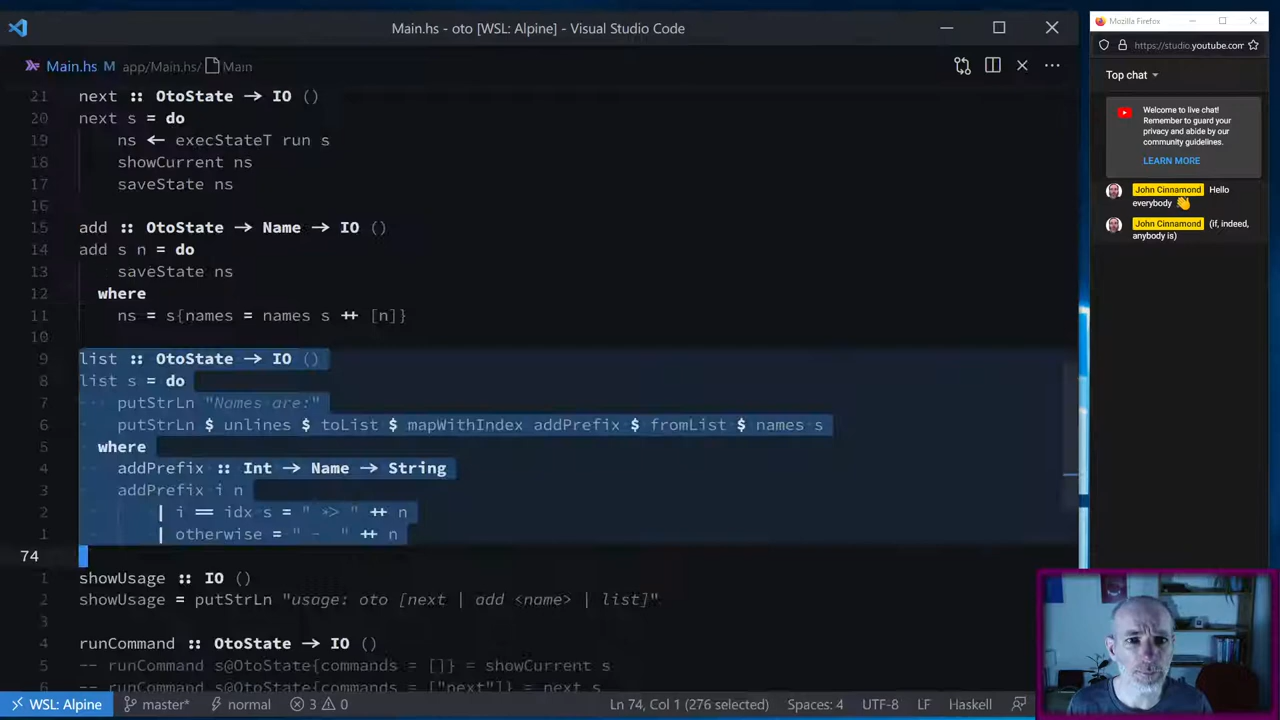 Main.hs - oto [WSL: Alpine] - Visual Studio Code
Main.hs M app/Main.hs/ Main
21 next :: OtoState → IO ()
20 next s = do
19 ns ← execStateT run s
18 showCurrent ns
17 saveState ns
16
15 add :: OtoState → Name → IO ()
14 add s n = do
13 saveState ns
12 where
11 ns = s{names = names s ++ [n]}
10
9 list :: OtoState → IO ()
8 list s = do
7 putStrLn "Names are:"
6 putStrLn $ unlines $ toList $ mapWithIndex addPrefix $ fromList $ names s
5 where
4 addPrefix :: Int → Name → String
3 addPrefix i n
2 | i == idx s = " *> " ++ n
1 | otherwise = " -  " ++ n
74
1 showUsage :: IO ()
2 showUsage = putStrLn "usage: oto [next | add <name> | list]"
3
4 runCommand :: OtoState → IO ()
5 -- runCommand s@OtoState{commands = []} = showCurrent s
6 -- runCommand s@OtoState{commands = ["next"]} = next s
WSL: Alpine master* normal 3 0 Ln 74, Col 1 (276 selected) Spaces: 4 UTF-8 LF Haskell
Mozilla Firefox
https://studio.youtube.com
Top chat
Welcome to live chat!
Remember to guard your
privacy and abide by our
community guidelines.
LEARN MORE
John Cinnamond Hello
everybody 👋
John Cinnamond (if, indeed,
anybody is)